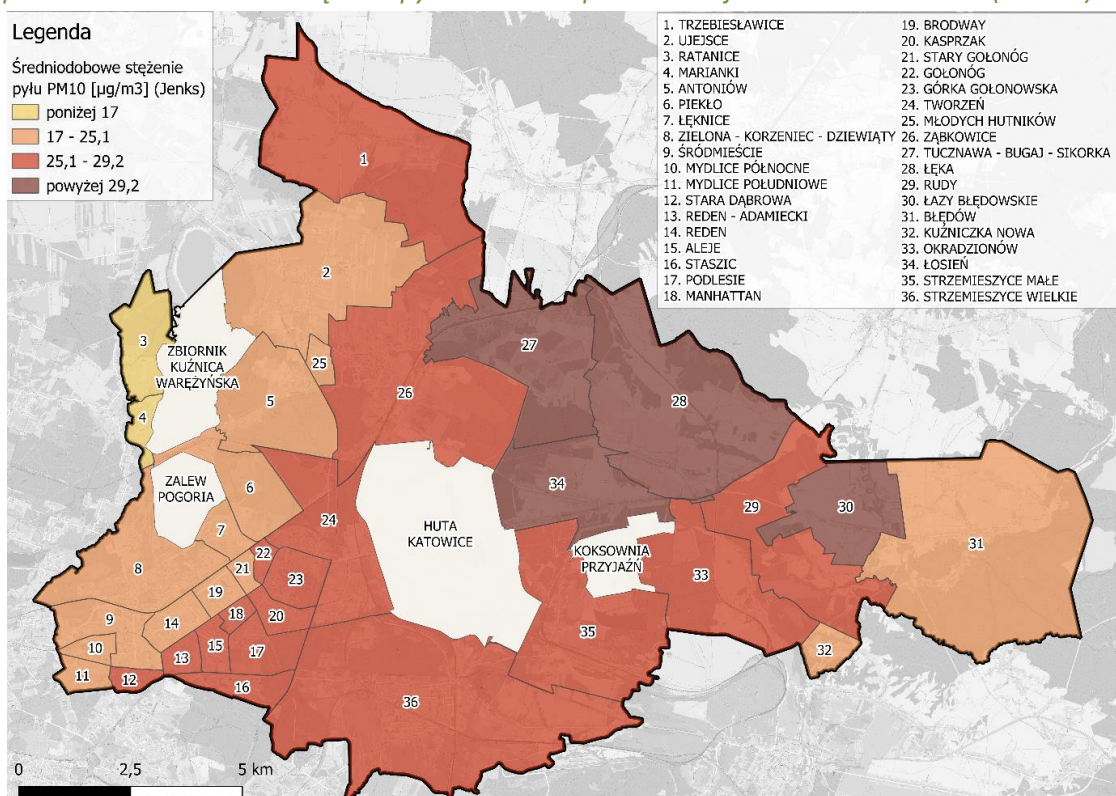 Legenda
Średniodobowe stężenie
pyłu PM10 [µg/m3] (Jenks)
poniżej 17
17 - 25,1
25,1 - 29,2
powyżej 29,2
1. TRZEBIESŁAWICE
2. UJEJSCE
3. RATANICE
4. MARIANKI
5. ANTONIÓW
6. PIEKŁO
7. ŁĘKNICE
8. ZIELONA - KORZENIEC - DZIEWIĄTY
9. ŚRÓDMIEŚCIE
10. MYDLICE PÓŁNOCNE
11. MYDLICE POŁUDNIOWE
12. STARA DĄBROWA
13. REDEN - ADAMIECKI
14. REDEN
15. ALEJE
16. STASZIC
17. PODLESIE
18. MANHATTAN
19. BRODWAY
20. KASPRZAK
21. STARY GOŁONÓG
22. GOŁONÓG
23. GÓRKA GOŁONOWSKA
24. TWORZEŃ
25. MŁODYCH HUTNIKÓW
26. ZĄBKOWICE
27. TUCZNAWA - BUGAJ - SIKORKA
28. ŁĘKA
29. RUDY
30. ŁAZY BŁĘDOWSKIE
31. BŁĘDÓW
32. KUŹNICZKA NOWA
33. OKRADZIONÓW
34. ŁOSIEŃ
35. STRZEMIESZYCE MAŁE
36. STRZEMIESZYCE WIELKIE
1
2
3
ZBIORNIK
KUŹNICA
WARĘŻYŃSKA
25
27
26
5
4
28
ZALEW
POGORIA
6
34
7
24
HUTA
KATOWICE
29
30
31
KOKSOWNIA
PRZYJAŹŃ
22
21
8
23
33
19
18
20
9
14
35
10
15
17
13
32
11
12
16
36
0
2,5
5 km